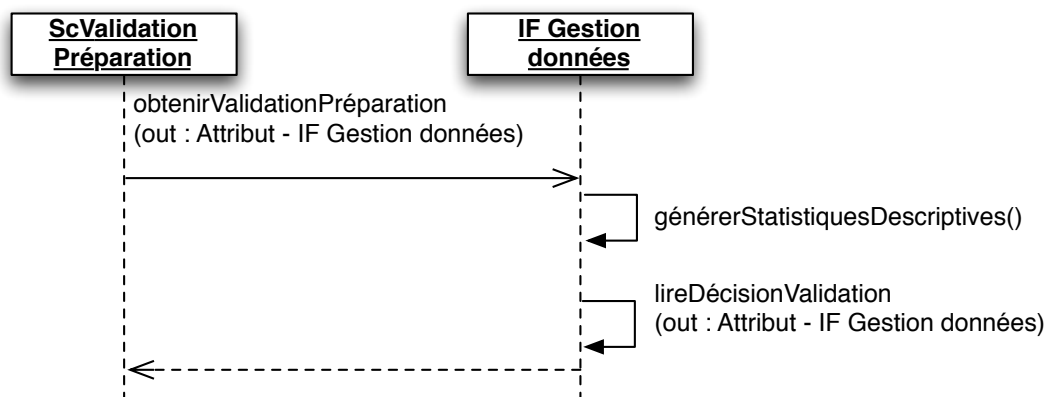 ScValidation
Préparation
IF Gestion
données
obtenirValidationPréparation
(out : Attribut - IF Gestion données)
générerStatistiquesDescriptives()
lireDécisionValidation
(out : Attribut - IF Gestion données)